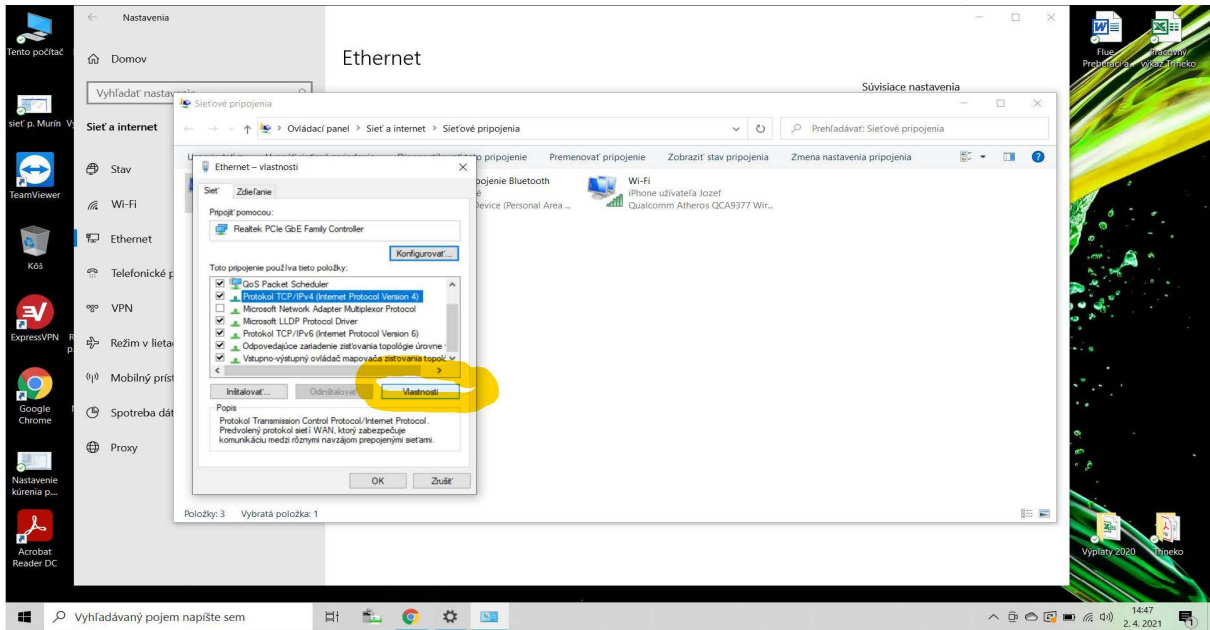 Tento počítač
sieť p. Murín
TeamViewer
Kôš
ExpressVPN
Google
Chrome
Nastavenie
kúrenia p...
Acrobat
Reader DC
Nastavenia
Domov
Vyhľadať nastav
Sieť a internet
Stav
Wi-Fi
Ethernet
Telefonické p
VPN
Režim v lieta
Mobilný príst
Spotreba dát
Proxy
Ethernet
Súvisiace nastavenia
Sieťové pripojenia
Ovládací panel > Sieť a internet > Sieťové pripojenia
Prehľadávať: Sieťové pripojenia
to pripojenie Premenovať pripojenie Zobraziť stav pripojenia Zmena nastavenia pripojenia
pojenie Bluetooth
é
Device (Personal Area ...
Wi-Fi
iPhone užívateľa Jozef
Qualcomm Atheros QCA9377 Wir...
Ethernet – vlastnosti
Sieť Zdieľanie
Pripojiť pomocou:
Realtek PCIe GbE Family Controller
Konfigurovať...
Toto pripojenie používa tieto položky:
QoS Packet Scheduler
Protokol TCP/IPv4 (Internet Protocol Version 4)
Microsoft Network Adapter Multiplexor Protocol
Microsoft LLDP Protocol Driver
Protokol TCP/IPv6 (Internet Protocol Version 6)
Odpovedajúce zariadenie zisťovania topológie úrovne
Vstupno-výstupný ovládač mapovača zisťovania topolo
Inštalovať... Odinštalovať Vlastnosti
Popis
Protokol Transmission Control Protocol/Internet Protocol.
Predvolený protokol sietí WAN, ktorý zabezpečuje
komunikáciu medzi rôznymi navzájom prepojenými sieťami.
OK Zrušiť
Položky: 3 Vybratá položka: 1
Flue
Preberací a...
Pracovný
výkaz Trineko
Výplaty 2020
Trineko
Vyhľadávaný pojem napíšte sem
14:47
2. 4. 2021